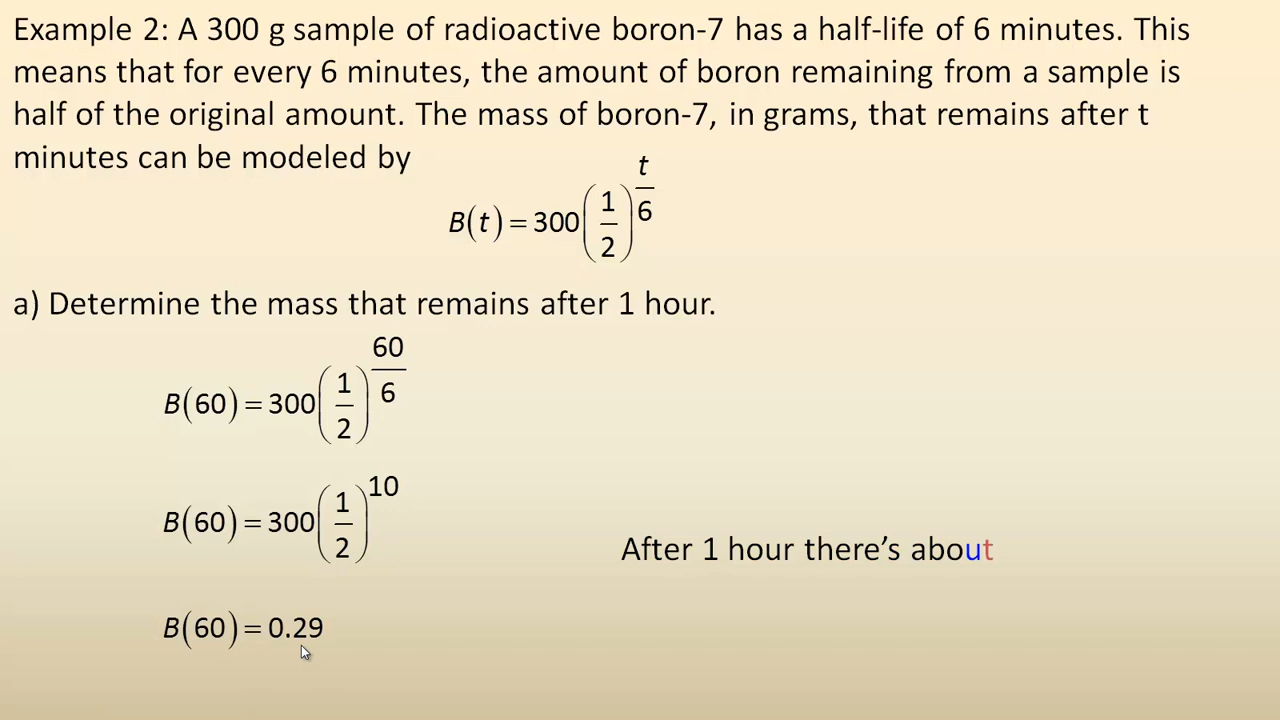 Example 2: A 300 g sample of radioactive boron-7 has a half-life of 6 minutes. This
means that for every 6 minutes, the amount of boron remaining from a sample is
half of the original amount. The mass of boron-7, in grams, that remains after t
minutes can be modeled by
B(t) = 300(1/2)^(t/6)
a) Determine the mass that remains after 1 hour.
B(60) = 300(1/2)^(60/6)
B(60) = 300(1/2)^10
After 1 hour there’s about
B(60) = 0.29